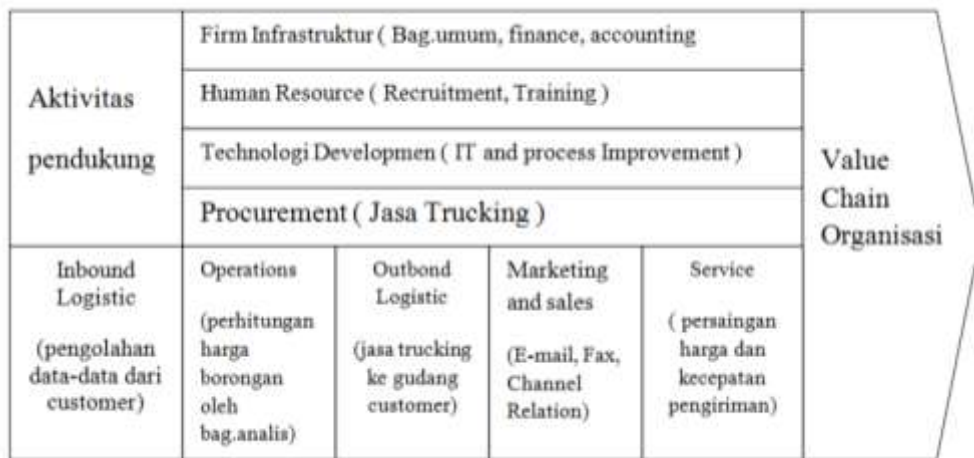 Firm Infrastruktur ( Bag.umum, finance, accounting
Aktivitas
pendukung
Human Resource ( Recruitment, Training )
Technologi Developmen ( IT and process Improvement )
Procurement ( Jasa Trucking )
Value
Chain
Organisasi
Inbound
Logistic
(pengolahan
data-data dari
customer)
Operations
(perhitungan
harga
borongan
oleh
bag.analis)
Outbond
Logistic
(jasa trucking
ke gudang
customer)
Marketing
and sales
(E-mail, Fax,
Channel
Relation)
Service
( persaingan
harga dan
kecepatan
pengiriman)